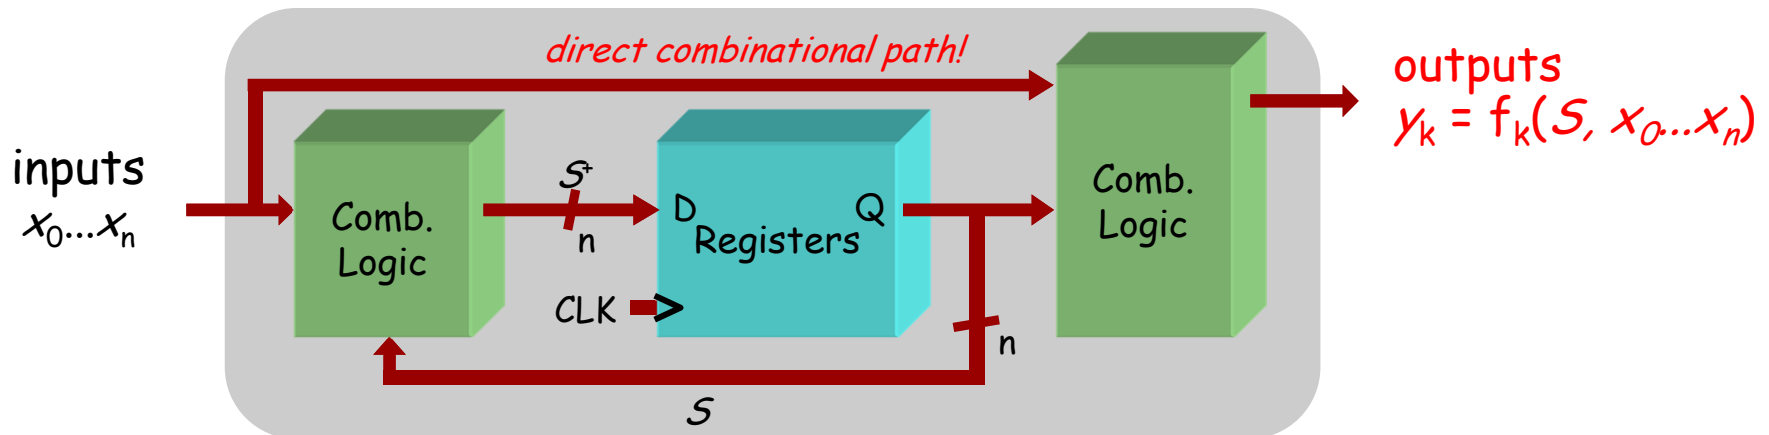 direct combinational path!
outputs
yₖ = fₖ(S, x₀...xₙ)
inputs
x₀...xₙ
Comb.
Logic
S⁺
n
D
Q
Registers
CLK
Comb.
Logic
n
S